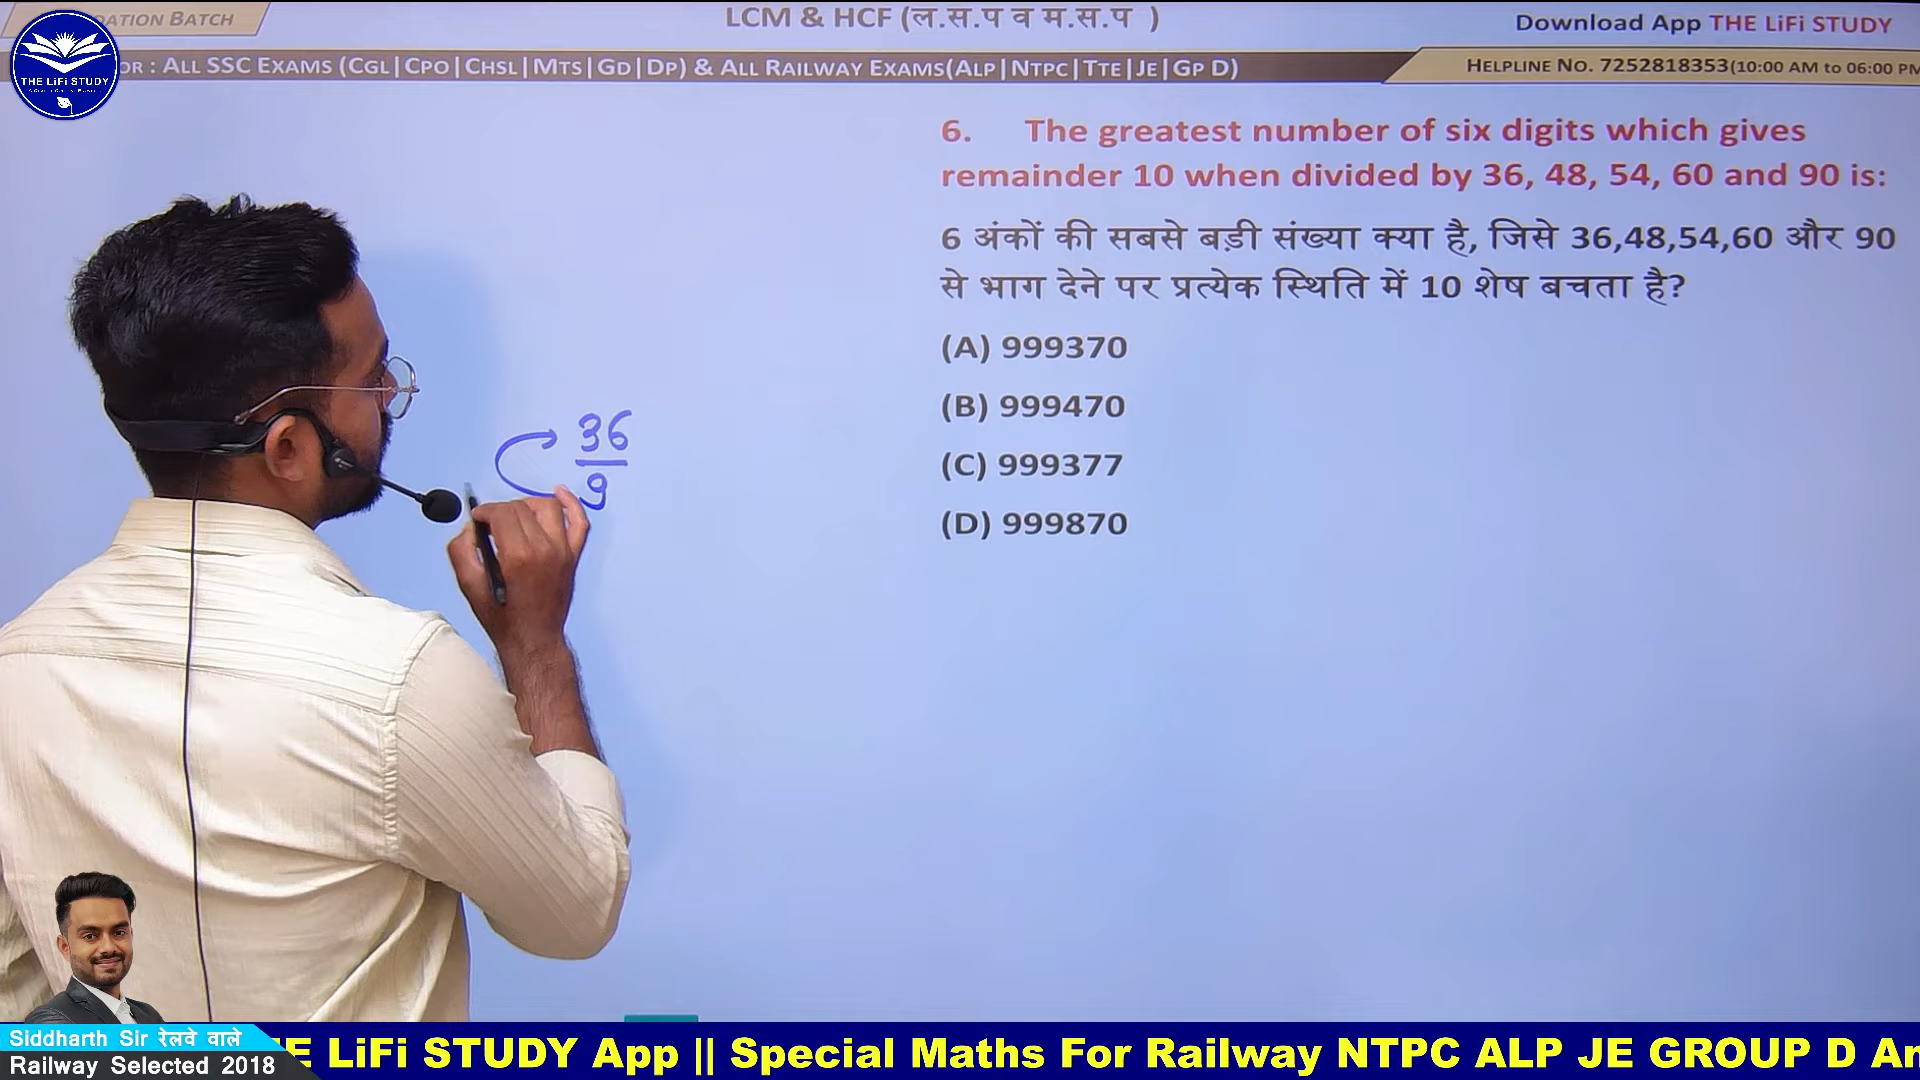 DATION BATCH
LCM & HCF (ल.स.प व म.स.प )
Download App THE LiFi STUDY
THE LiFi STUDY
OR : ALL SSC EXAMS (CGL|CPO|CHSL|MTS|GD|DP) & ALL RAILWAY EXAMS(ALP|NTPC|TTE|JE|GP D)
HELPLINE NO. 7252818353(10:00 AM TO 06:00 PM
6. The greatest number of six digits which gives
remainder 10 when divided by 36, 48, 54, 60 and 90 is:
6 अंकों की सबसे बड़ी संख्या क्या है, जिसे 36,48,54,60 और 90
से भाग देने पर प्रत्येक स्थिति में 10 शेष बचता है?
(A) 999370
(B) 999470
(C) 999377
(D) 999870
36
9
Siddharth Sir रेलवे वाले
Railway Selected 2018
E LiFi STUDY App || Special Maths For Railway NTPC ALP JE GROUP D An